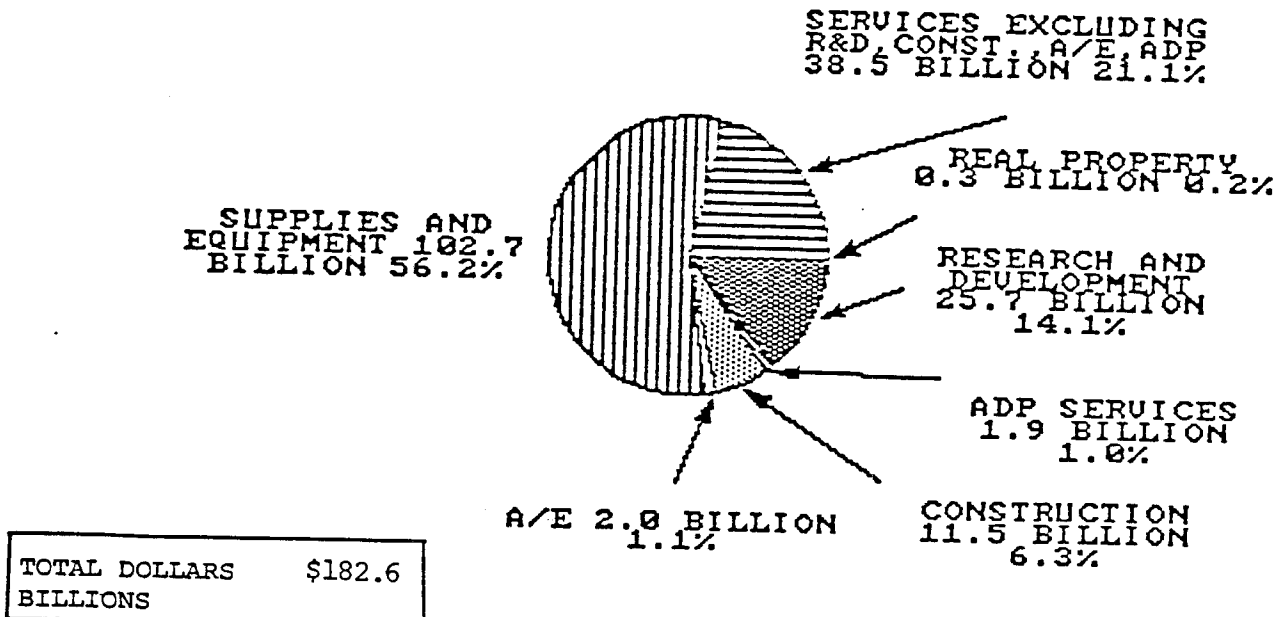 SERVICES EXCLUDING
R&D,CONST.,A/E,ADP
38.5 BILLION 21.1%
REAL PROPERTY
0.3 BILLION 0.2%
SUPPLIES AND
EQUIPMENT 102.7
BILLION 56.2%
RESEARCH AND
DEVELOPMENT
25.7 BILLION
14.1%
ADP SERVICES
1.9 BILLION
1.0%
A/E 2.0 BILLION
1.1%
CONSTRUCTION
11.5 BILLION
6.3%
TOTAL DOLLARS $182.6
BILLIONS